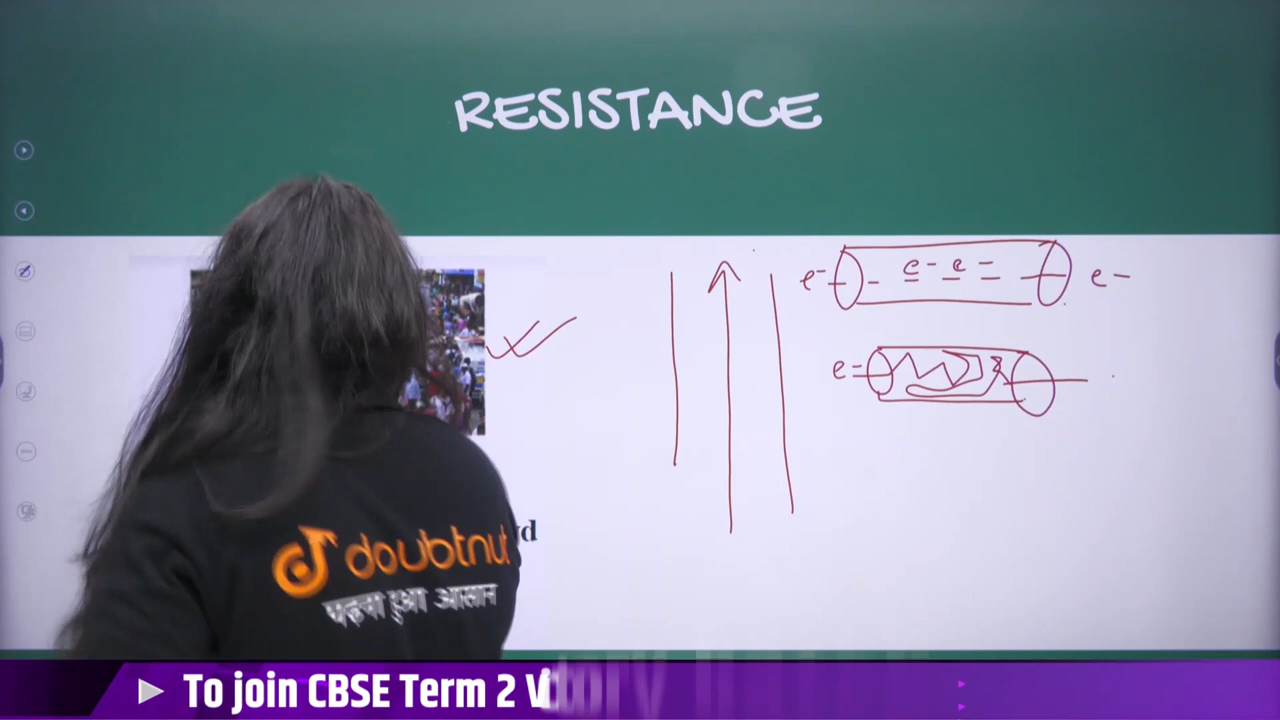 RESISTANCE
e- - e- e- - e-
e-
doubtnut
पढ़ना हुआ आसान
To join CBSE Term 2